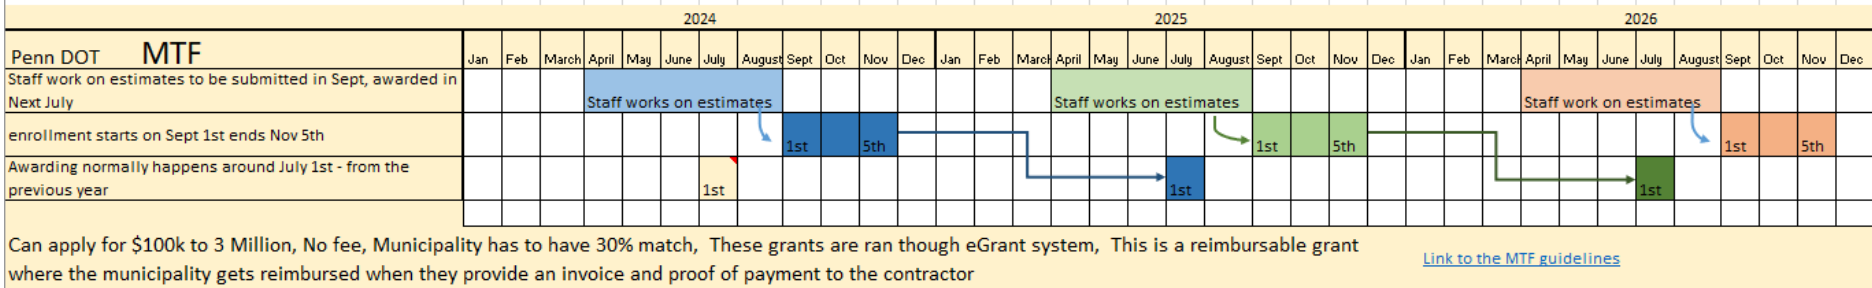 2024 2025 2026
Penn DOT MTF Jan Feb March April May June July August Sept Oct Nov Dec Jan Feb March April May June July August Sept Oct Nov Dec Jan Feb March April May June July August Sept Oct Nov Dec
Staff work on estimates to be submitted in Sept, awarded in
Next July
Staff works on estimates Staff works on estimates Staff work on estimates
enrollment starts on Sept 1st ends Nov 5th
1st 5th 1st 5th 1st 5th
Awarding normally happens around July 1st - from the
previous year
1st 1st 1st
Can apply for $100k to 3 Million, No fee, Municipality has to have 30% match, These grants are ran though eGrant system, This is a reimbursable grant
where the municipality gets reimbursed when they provide an invoice and proof of payment to the contractor
Link to the MTF guidelines